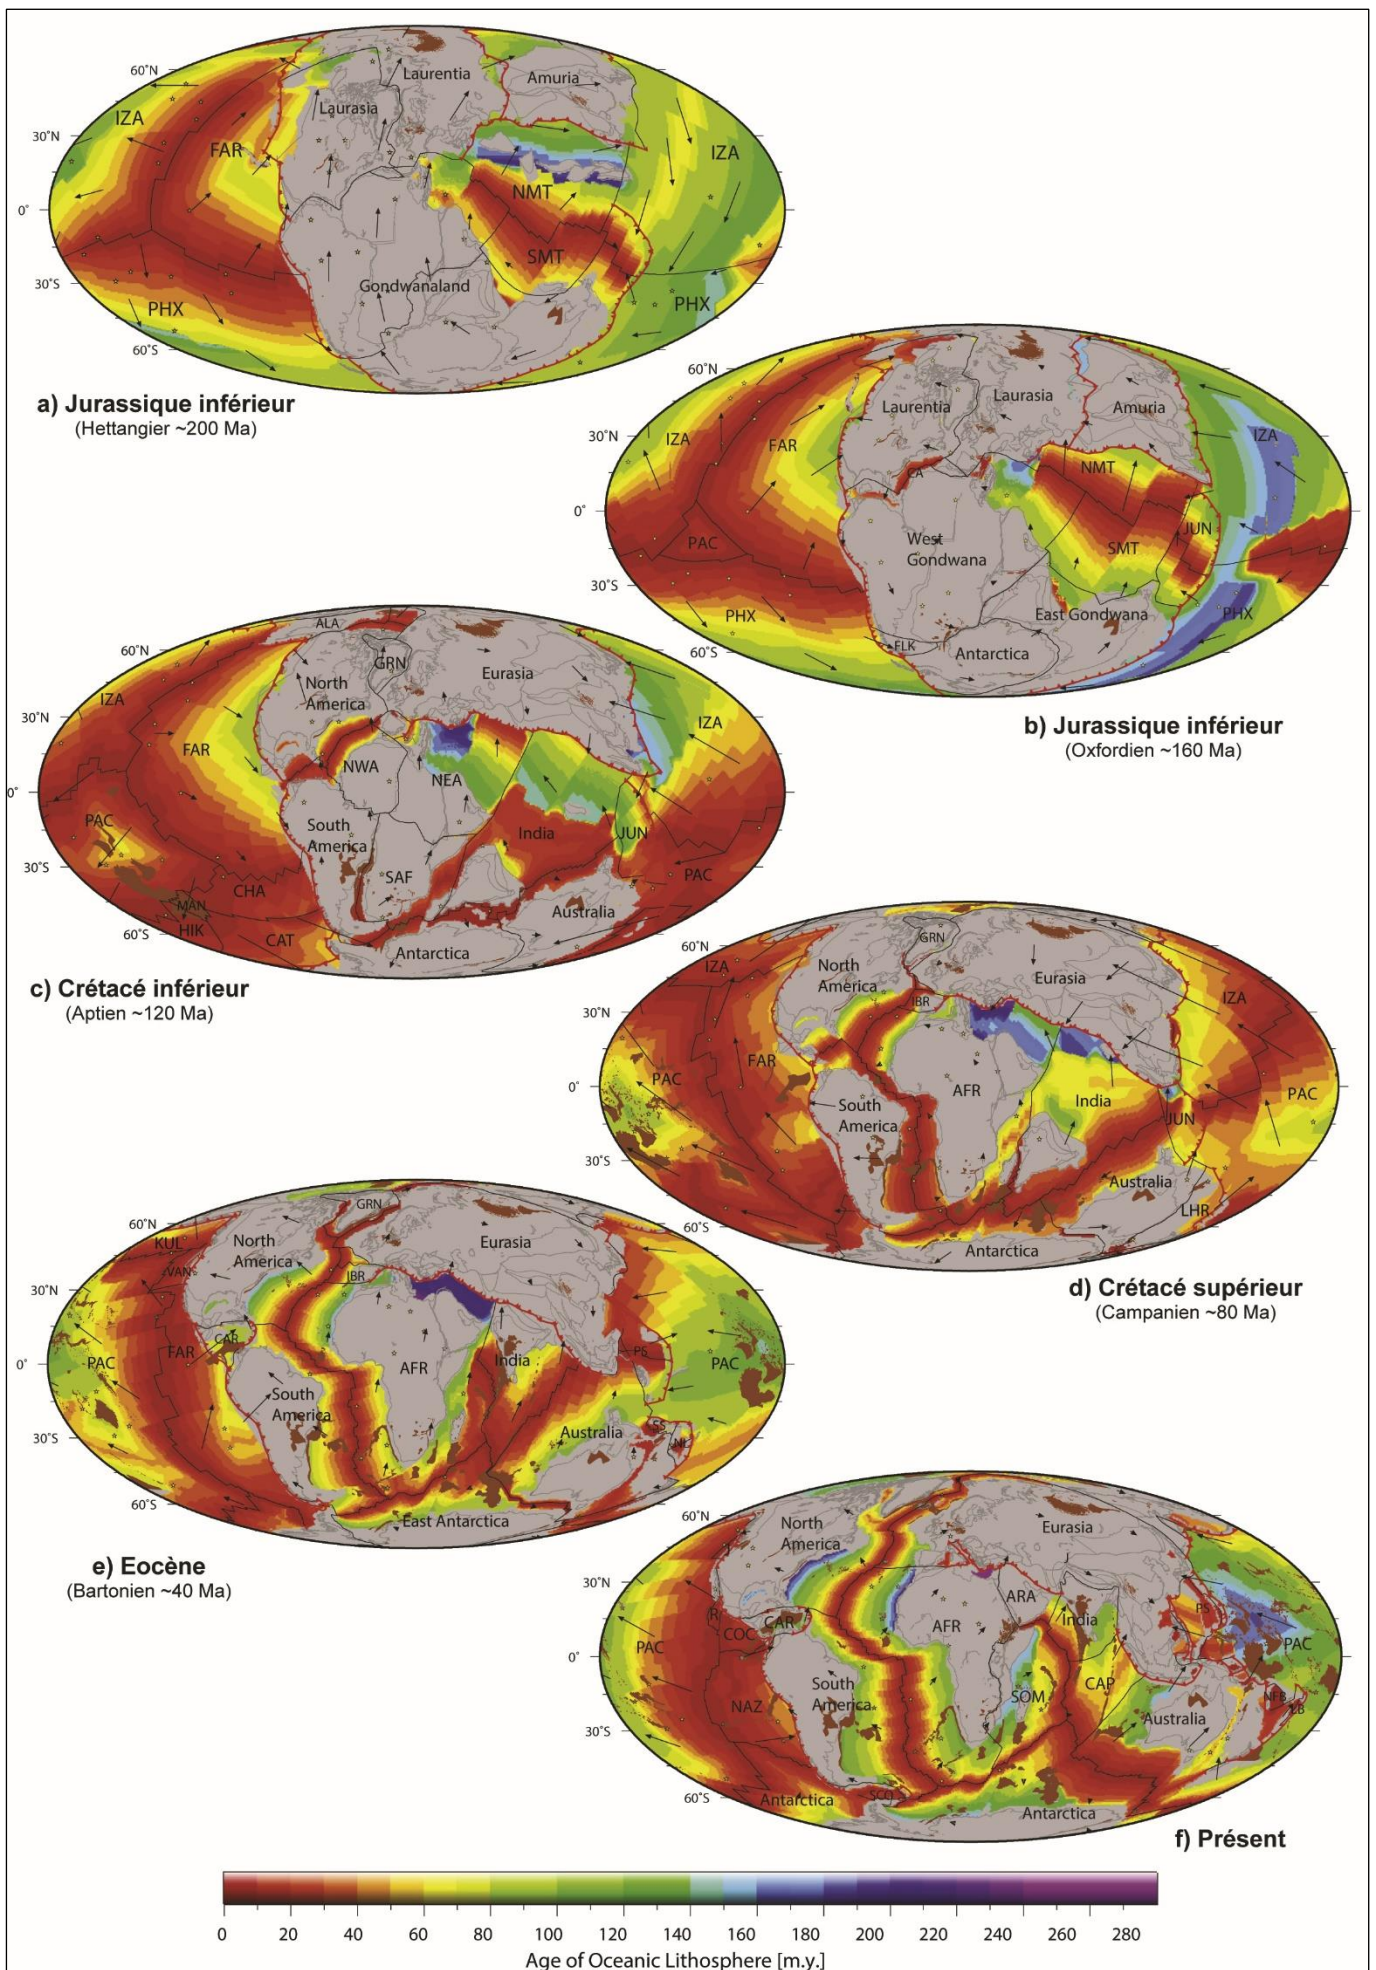 60˚N
Laurentia
Amuria
Laurasia
IZA
30˚N
FAR
IZA
NMT
0˚
SMT
Gondwanaland
30˚S
PHX
PHX
60˚S
a) Jurassique inférieur
(Hettangier ~200 Ma)
60˚N
Laurasia
Laurentia
Amuria
30˚N
IZA
FAR
IZA
NMT
CA
0˚
JUN
PAC
West
Gondwana
SMT
30˚S
PHX
East Gondwana
PHX
FLK
Antarctica
60˚S
b) Jurassique inférieur
(Oxfordien ~160 Ma)
ALA
60˚N
GRN
Eurasia
North
America
IZA
30˚N
IZA
FAR
NWA
NEA
0˚
PAC
South
America
India
JUN
30˚S
CHA
SAF
PAC
MAN
HIK
CAT
Australia
60˚S
Antarctica
c) Crétacé inférieur
(Aptien ~120 Ma)
60˚N
GRN
North
America
Eurasia
IZA
IBR
IZA
30˚N
FAR
PAC
0˚
AFR
India
PAC
South
America
JUN
30˚S
Australia
LHR
60˚S
Antarctica
d) Crétacé supérieur
(Campanien ~80 Ma)
60˚N
GRN
North
America
Eurasia
KUL
VAN
IBR
30˚N
CAR
FAR
PS
PAC
0˚
AFR
India
PAC
South
America
Australia
SS
NL
30˚S
60˚S
East Antarctica
e) Eocène
(Bartonien ~40 Ma)
60˚N
North
America
Eurasia
J
30˚N
ARA
India
PS
R
COC
CAR
AFR
PAC
PAC
0˚
South
America
SOM
CAP
NAZ
Australia
NFB
LB
30˚S
SCO
60˚S
Antarctica
Antarctica
f) Présent
0 20 40 60 80 100 120 140 160 180 200 220 240 260 280
Age of Oceanic Lithosphere [m.y.]